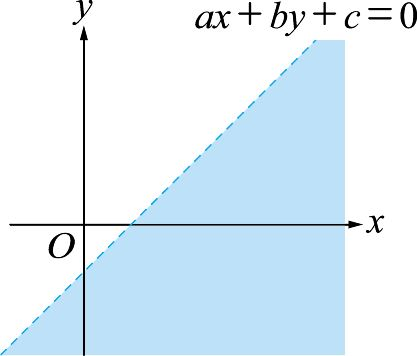 y
ax + by + c = 0
x
O